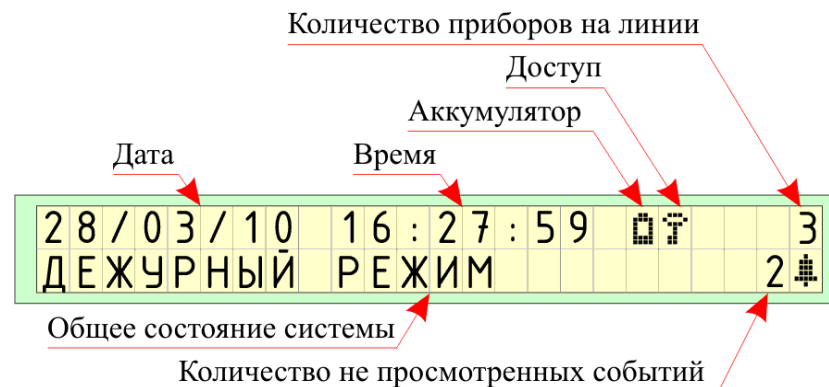 Количество приборов на линии
Доступ
Аккумулятор
Дата Время
28/03/10 16:27:59 3
ДЕЖУРНЫЙ РЕЖИМ 2
Общее состояние системы
Количество не просмотренных событий